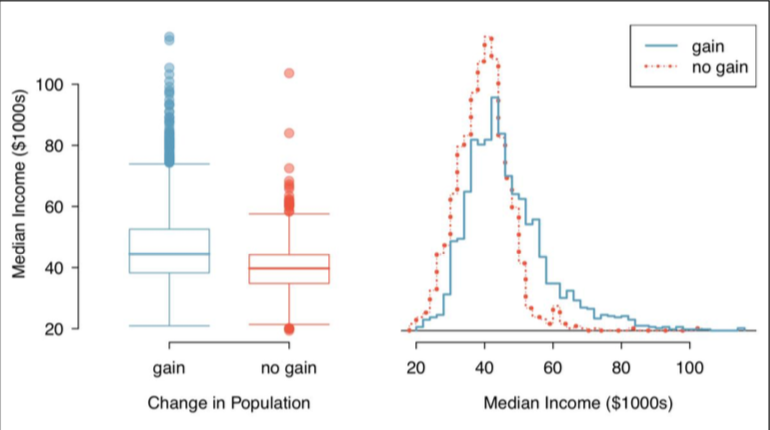 Median Income ($1000s)
100
80
60
40
20
gain no gain
Change in Population
gain
no gain
20 40 60 80 100
Median Income ($1000s)